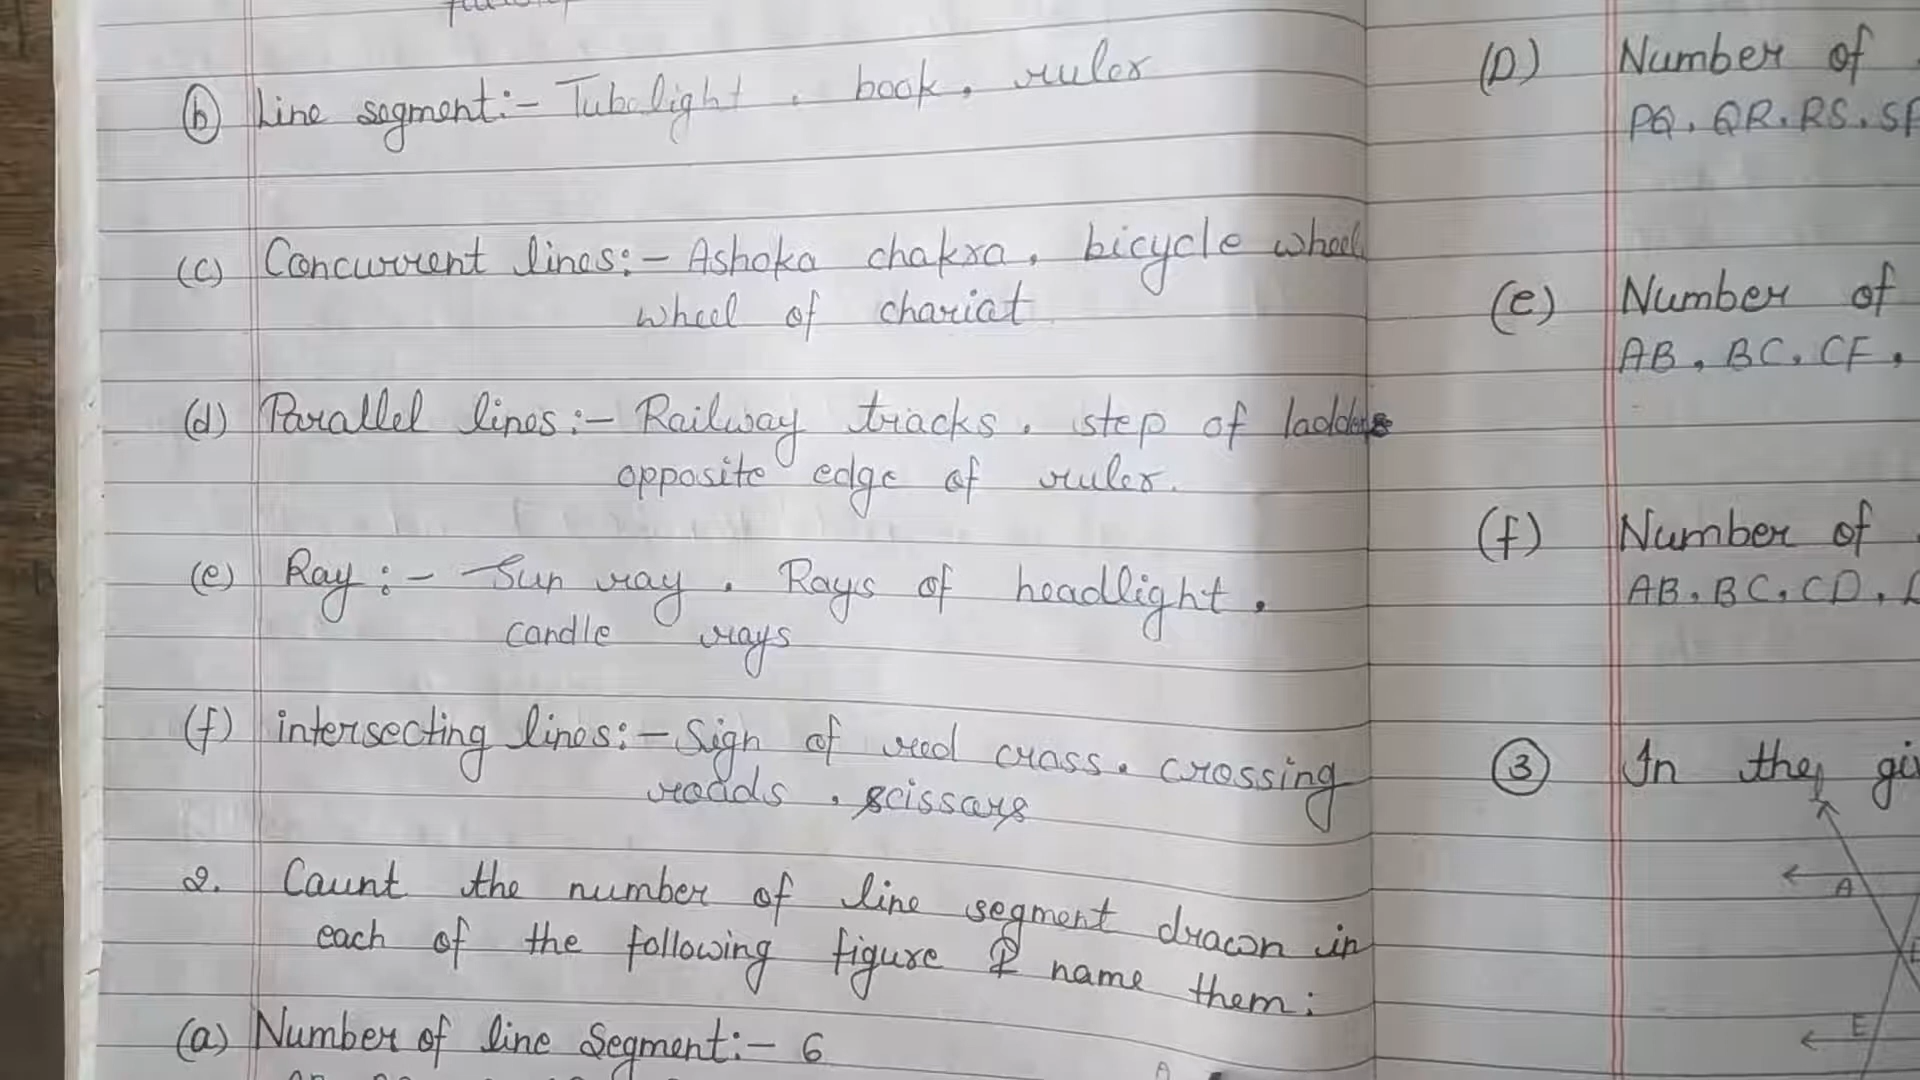 (b) Line segment:- Tubelight, book, ruler
(c) Concurrent lines:- Ashoka chakra, bicycle wheel
wheel of chariot
(d) Parallel lines:- Railway tracks, step of ladder
opposite edge of ruler.
(e) Ray:- Sun ray, Rays of headlight,
candle rays
(f) intersecting lines:- Sign of red cross, crossing
roads, scissors
2. Count the number of line segment drawn in
each of the following figure & name them:
(a) Number of line Segment:- 6
A
(D) Number of
PQ, QR, RS, SP
(e) Number of
AB, BC, CF,
(f) Number of
AB, BC, CD,
(3) In the gi
A
E